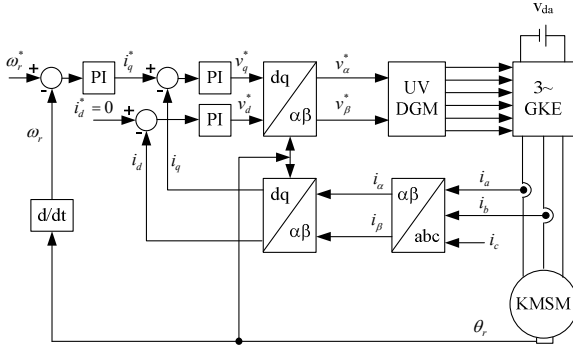 v_da
ω_r^* + - PI i_q^* + - PI v_q^* dq αβ v_α^* UV DGM 3~ GKE
i_d^* = 0 + - PI v_d^* v_β^*
ω_r i_d i_q dq αβ i_α αβ abc i_a
i_β i_b
d/dt i_c
θ_r KMSM